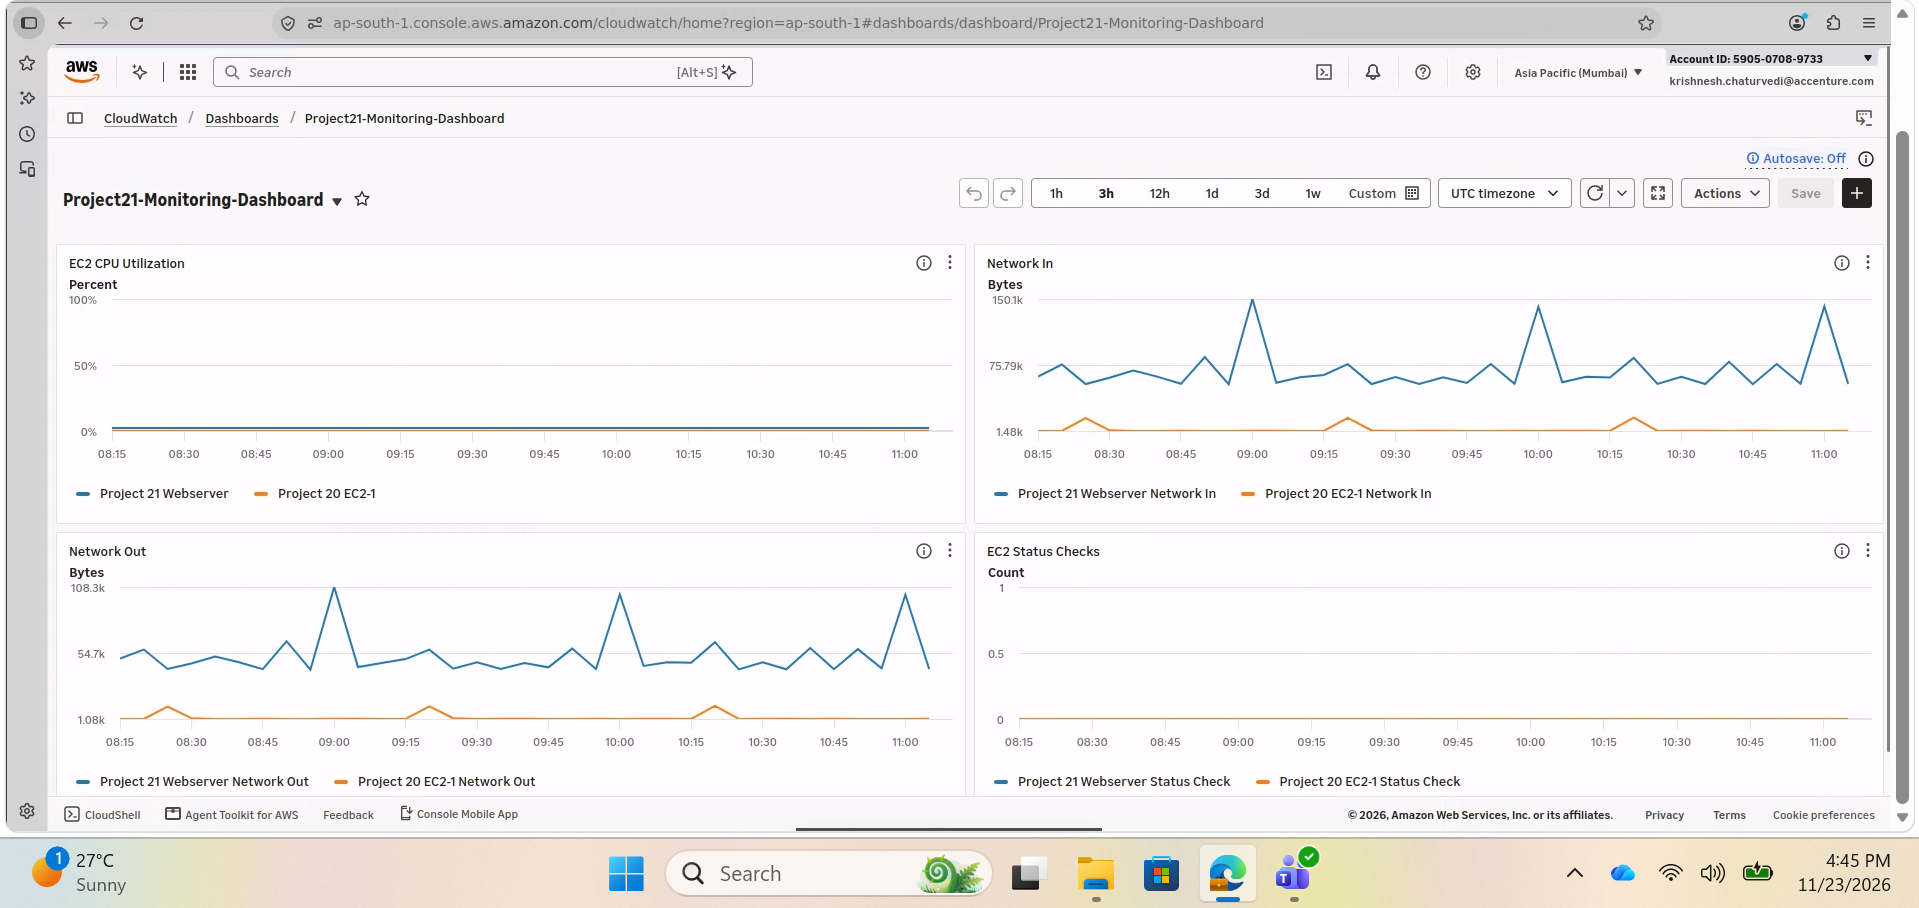 ap-south-1.console.aws.amazon.com/cloudwatch/home?region=ap-south-1#dashboards/dashboard/Project21-Monitoring-Dashboard
aws
Search
[Alt+S]
Asia Pacific (Mumbai)
Account ID: 5905-0708-9733
krishnesh.chaturvedi@accenture.com
CloudWatch / Dashboards / Project21-Monitoring-Dashboard
Autosave: Off
Project21-Monitoring-Dashboard
1h 3h 12h 1d 3d 1w Custom
UTC timezone
Actions
Save
EC2 CPU Utilization
Percent
100%
50%
0%
08:15 08:30 08:45 09:00 09:15 09:30 09:45 10:00 10:15 10:30 10:45 11:00
Project 21 Webserver Project 20 EC2-1
Network In
Bytes
150.1k
75.79k
1.48k
08:15 08:30 08:45 09:00 09:15 09:30 09:45 10:00 10:15 10:30 10:45 11:00
Project 21 Webserver Network In Project 20 EC2-1 Network In
Network Out
Bytes
108.3k
54.7k
1.08k
08:15 08:30 08:45 09:00 09:15 09:30 09:45 10:00 10:15 10:30 10:45 11:00
Project 21 Webserver Network Out Project 20 EC2-1 Network Out
EC2 Status Checks
Count
1
0.5
0
08:15 08:30 08:45 09:00 09:15 09:30 09:45 10:00 10:15 10:30 10:45 11:00
Project 21 Webserver Status Check Project 20 EC2-1 Status Check
CloudShell Agent Toolkit for AWS Feedback Console Mobile App
© 2026, Amazon Web Services, Inc. or its affiliates. Privacy Terms Cookie preferences
1
27°C
Sunny
Search
T
4:45 PM
11/23/2026